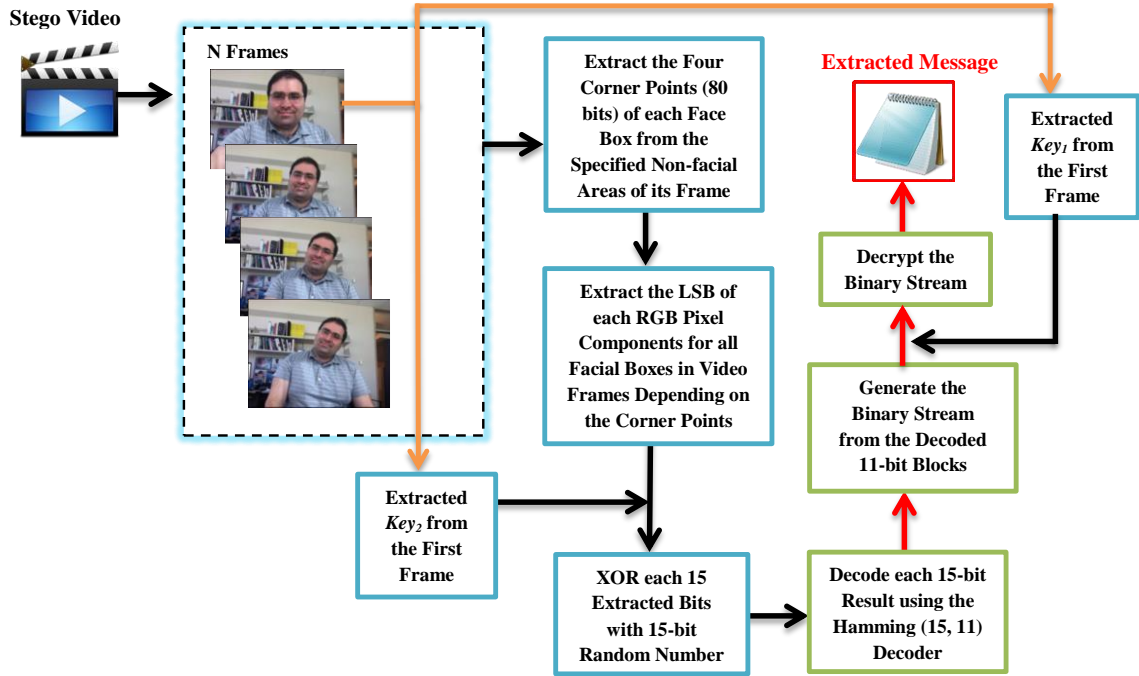 Stego Video
N Frames
Extract the Four
Corner Points (80
bits) of each Face
Box from the
Specified Non-facial
Areas of its Frame
Extract the LSB of
each RGB Pixel
Components for all
Facial Boxes in Video
Frames Depending on
the Corner Points
Extracted
Key₂ from
the First
Frame
XOR each 15
Extracted Bits
with 15-bit
Random Number
Decode each 15-bit
Result using the
Hamming (15, 11)
Decoder
Generate the
Binary Stream
from the Decoded
11-bit Blocks
Decrypt the
Binary Stream
Extracted Message
Extracted
Key₁ from
the First
Frame